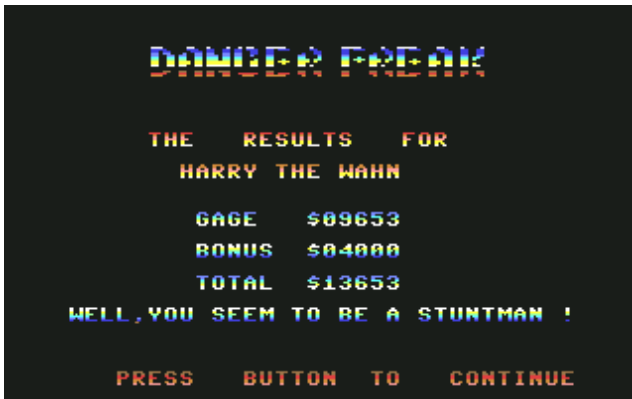 DANGER FREAK
THE RESULTS FOR
HARRY THE WAHN
GAGE $09653
BONUS $04000
TOTAL $13653
WELL,YOU SEEM TO BE A STUNTMAN !
PRESS BUTTON TO CONTINUE